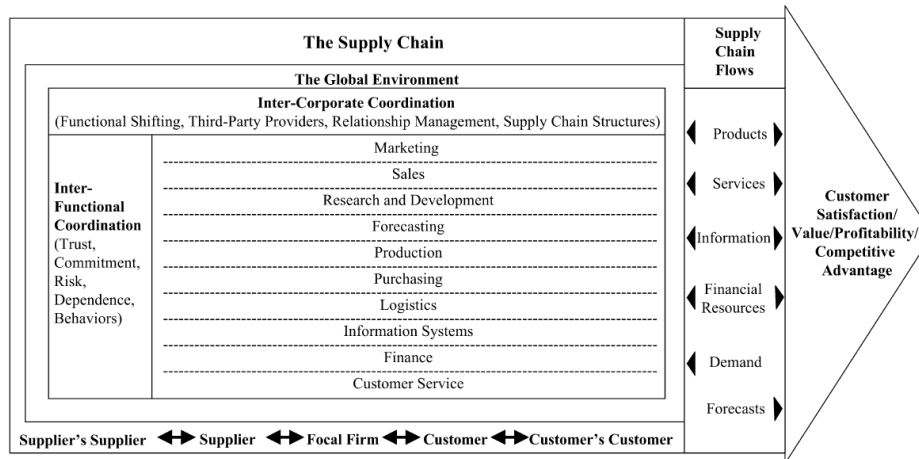 The Supply Chain
The Global Environment
Inter-Corporate Coordination
(Functional Shifting, Third-Party Providers, Relationship Management, Supply Chain Structures)
Inter-
Functional
Coordination
(Trust,
Commitment,
Risk,
Dependence,
Behaviors)
Marketing
Sales
Research and Development
Forecasting
Production
Purchasing
Logistics
Information Systems
Finance
Customer Service
Supplier's Supplier
Supplier
Focal Firm
Customer
Customer's Customer
Supply
Chain
Flows
Products
Services
Information
Financial
Resources
Demand
Forecasts
Customer
Satisfaction/
Value/Profitability/
Competitive
Advantage